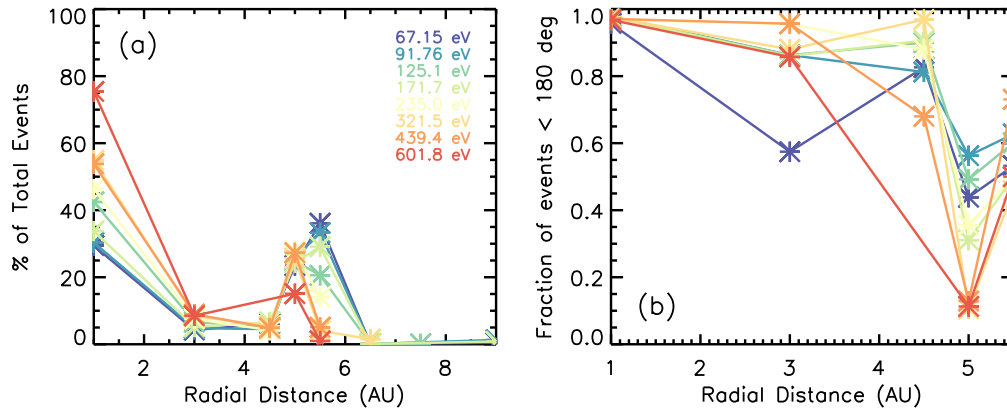 (a)
67.15 eV
91.76 eV
125.1 eV
171.7 eV
235.0 eV
321.5 eV
439.4 eV
601.8 eV
% of Total Events
100
80
60
40
20
0
2 4 6 8
Radial Distance (AU)
(b)
Fraction of events < 180 deg
1.0
0.8
0.6
0.4
0.2
0.0
1 2 3 4 5
Radial Distance (AU)